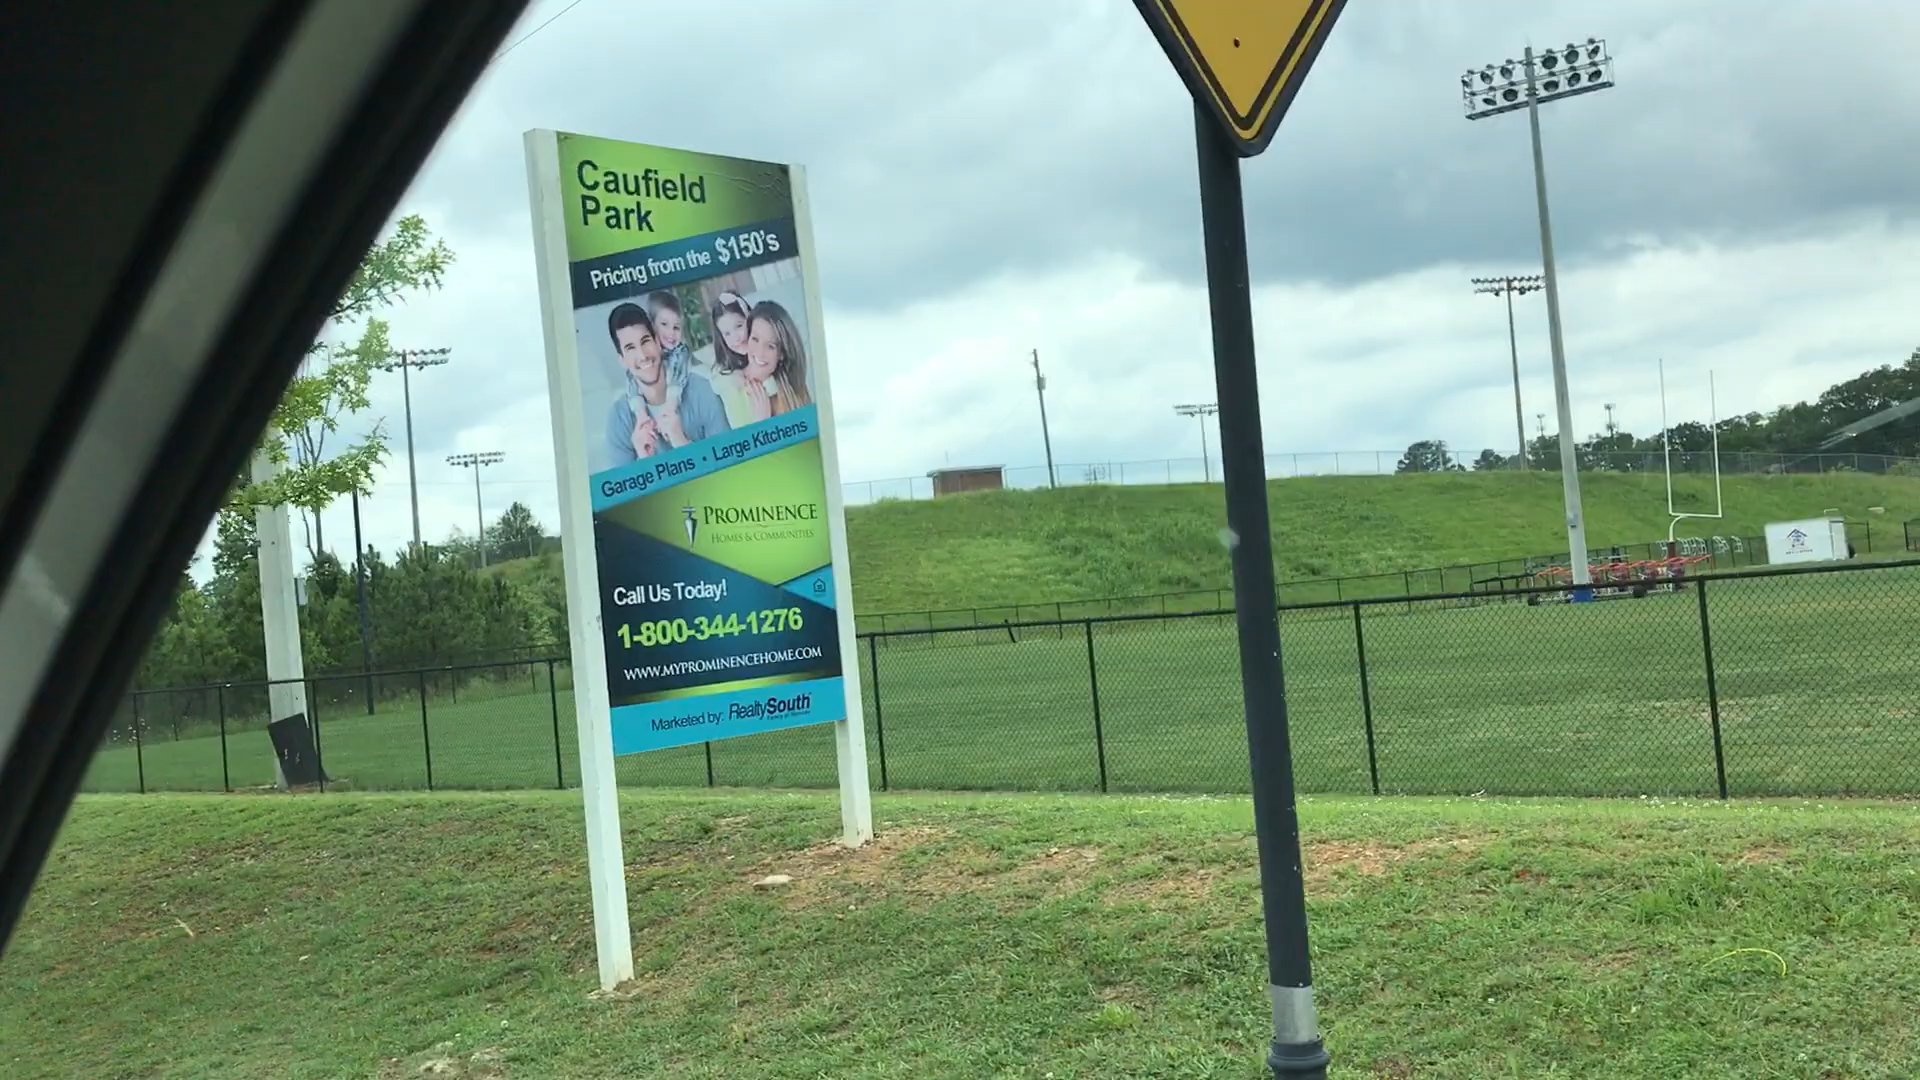 Caufield
Park
Pricing from the $150's
Garage Plans • Large Kitchens
PROMINENCE
HOMES & COMMUNITIES
Call Us Today!
1-800-344-1276
WWW.MYPROMINENCEHOME.COM
Marketed by: RealtySouth